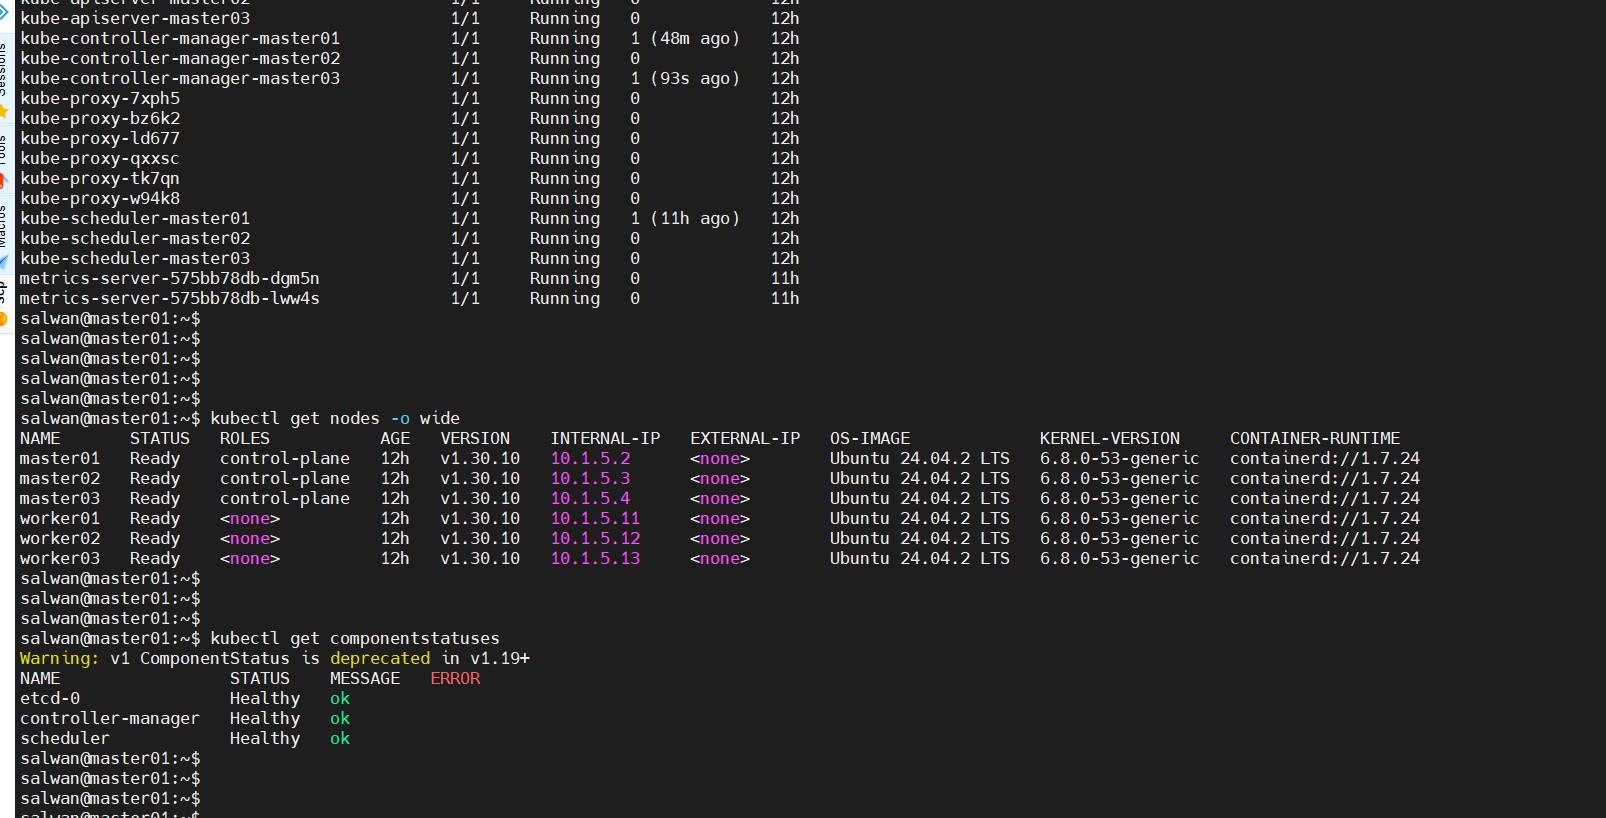 kube-apiserver-master02 1/1 Running 0 12h
kube-apiserver-master03 1/1 Running 0 12h
kube-controller-manager-master01 1/1 Running 1 (48m ago) 12h
kube-controller-manager-master02 1/1 Running 0 12h
kube-controller-manager-master03 1/1 Running 1 (93s ago) 12h
kube-proxy-7xph5 1/1 Running 0 12h
kube-proxy-bz6k2 1/1 Running 0 12h
kube-proxy-ld677 1/1 Running 0 12h
kube-proxy-qxxsc 1/1 Running 0 12h
kube-proxy-tk7qn 1/1 Running 0 12h
kube-proxy-w94k8 1/1 Running 0 12h
kube-scheduler-master01 1/1 Running 1 (11h ago) 12h
kube-scheduler-master02 1/1 Running 0 12h
kube-scheduler-master03 1/1 Running 0 12h
metrics-server-575bb78db-dgm5n 1/1 Running 0 11h
metrics-server-575bb78db-lww4s 1/1 Running 0 11h
salwan@master01:~$
salwan@master01:~$
salwan@master01:~$
salwan@master01:~$
salwan@master01:~$
salwan@master01:~$ kubectl get nodes -o wide
NAME STATUS ROLES AGE VERSION INTERNAL-IP EXTERNAL-IP OS-IMAGE KERNEL-VERSION CONTAINER-RUNTIME
master01 Ready control-plane 12h v1.30.10 10.1.5.2 <none> Ubuntu 24.04.2 LTS 6.8.0-53-generic containerd://1.7.24
master02 Ready control-plane 12h v1.30.10 10.1.5.3 <none> Ubuntu 24.04.2 LTS 6.8.0-53-generic containerd://1.7.24
master03 Ready control-plane 12h v1.30.10 10.1.5.4 <none> Ubuntu 24.04.2 LTS 6.8.0-53-generic containerd://1.7.24
worker01 Ready <none> 12h v1.30.10 10.1.5.11 <none> Ubuntu 24.04.2 LTS 6.8.0-53-generic containerd://1.7.24
worker02 Ready <none> 12h v1.30.10 10.1.5.12 <none> Ubuntu 24.04.2 LTS 6.8.0-53-generic containerd://1.7.24
worker03 Ready <none> 12h v1.30.10 10.1.5.13 <none> Ubuntu 24.04.2 LTS 6.8.0-53-generic containerd://1.7.24
salwan@master01:~$
salwan@master01:~$
salwan@master01:~$
salwan@master01:~$ kubectl get componentstatuses
Warning: v1 ComponentStatus is deprecated in v1.19+
NAME STATUS MESSAGE ERROR
etcd-0 Healthy ok
controller-manager Healthy ok
scheduler Healthy ok
salwan@master01:~$
salwan@master01:~$
salwan@master01:~$
salwan@master01:~$
Sessions
Tools
Macros
Scp